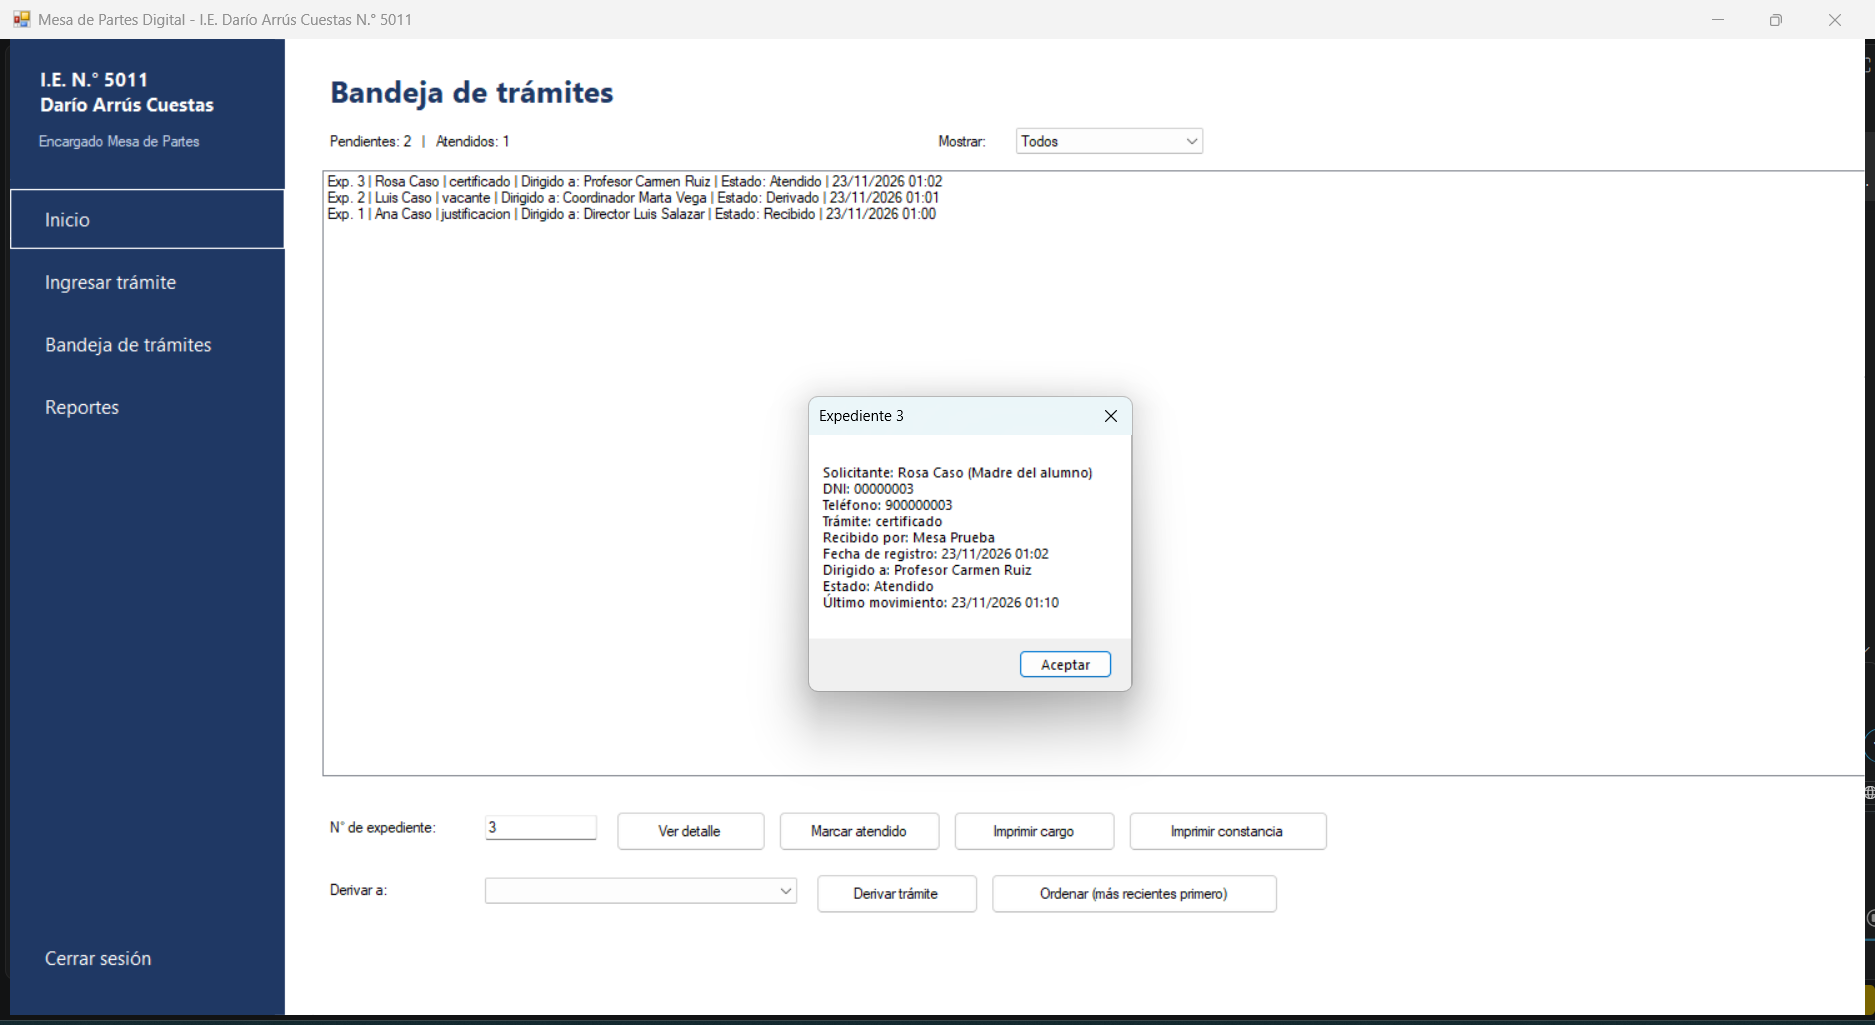 Mesa de Partes Digital - I.E. Darío Arrús Cuestas N.° 5011
I.E. N.° 5011
Darío Arrús Cuestas
Encargado Mesa de Partes
Inicio
Ingresar trámite
Bandeja de trámites
Reportes
Cerrar sesión
Bandeja de trámites
Pendientes: 2 | Atendidos: 1
Mostrar: Todos
Exp. 3 | Rosa Caso | certificado | Dirigido a: Profesor Carmen Ruiz | Estado: Atendido | 23/11/2026 01:02
Exp. 2 | Luis Caso | vacante | Dirigido a: Coordinador Marta Vega | Estado: Derivado | 23/11/2026 01:01
Exp. 1 | Ana Caso | justificacion | Dirigido a: Director Luis Salazar | Estado: Recibido | 23/11/2026 01:00
Expediente 3
Solicitante: Rosa Caso (Madre del alumno)
DNI: 00000003
Teléfono: 900000003
Trámite: certificado
Recibido por: Mesa Prueba
Fecha de registro: 23/11/2026 01:02
Dirigido a: Profesor Carmen Ruiz
Estado: Atendido
Último movimiento: 23/11/2026 01:10
Aceptar
N° de expediente: 3 Ver detalle Marcar atendido Imprimir cargo Imprimir constancia
Derivar a: Derivar trámite Ordenar (más recientes primero)